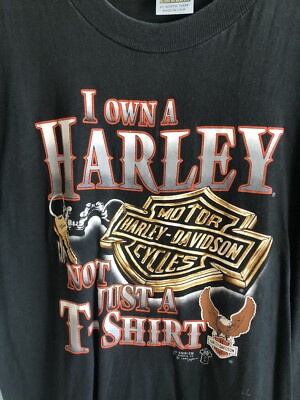 I OWN A
HARLEY
MOTOR
HARLEY-DAVIDSON
CYCLES
NOT
JUST A
T-SHIRT